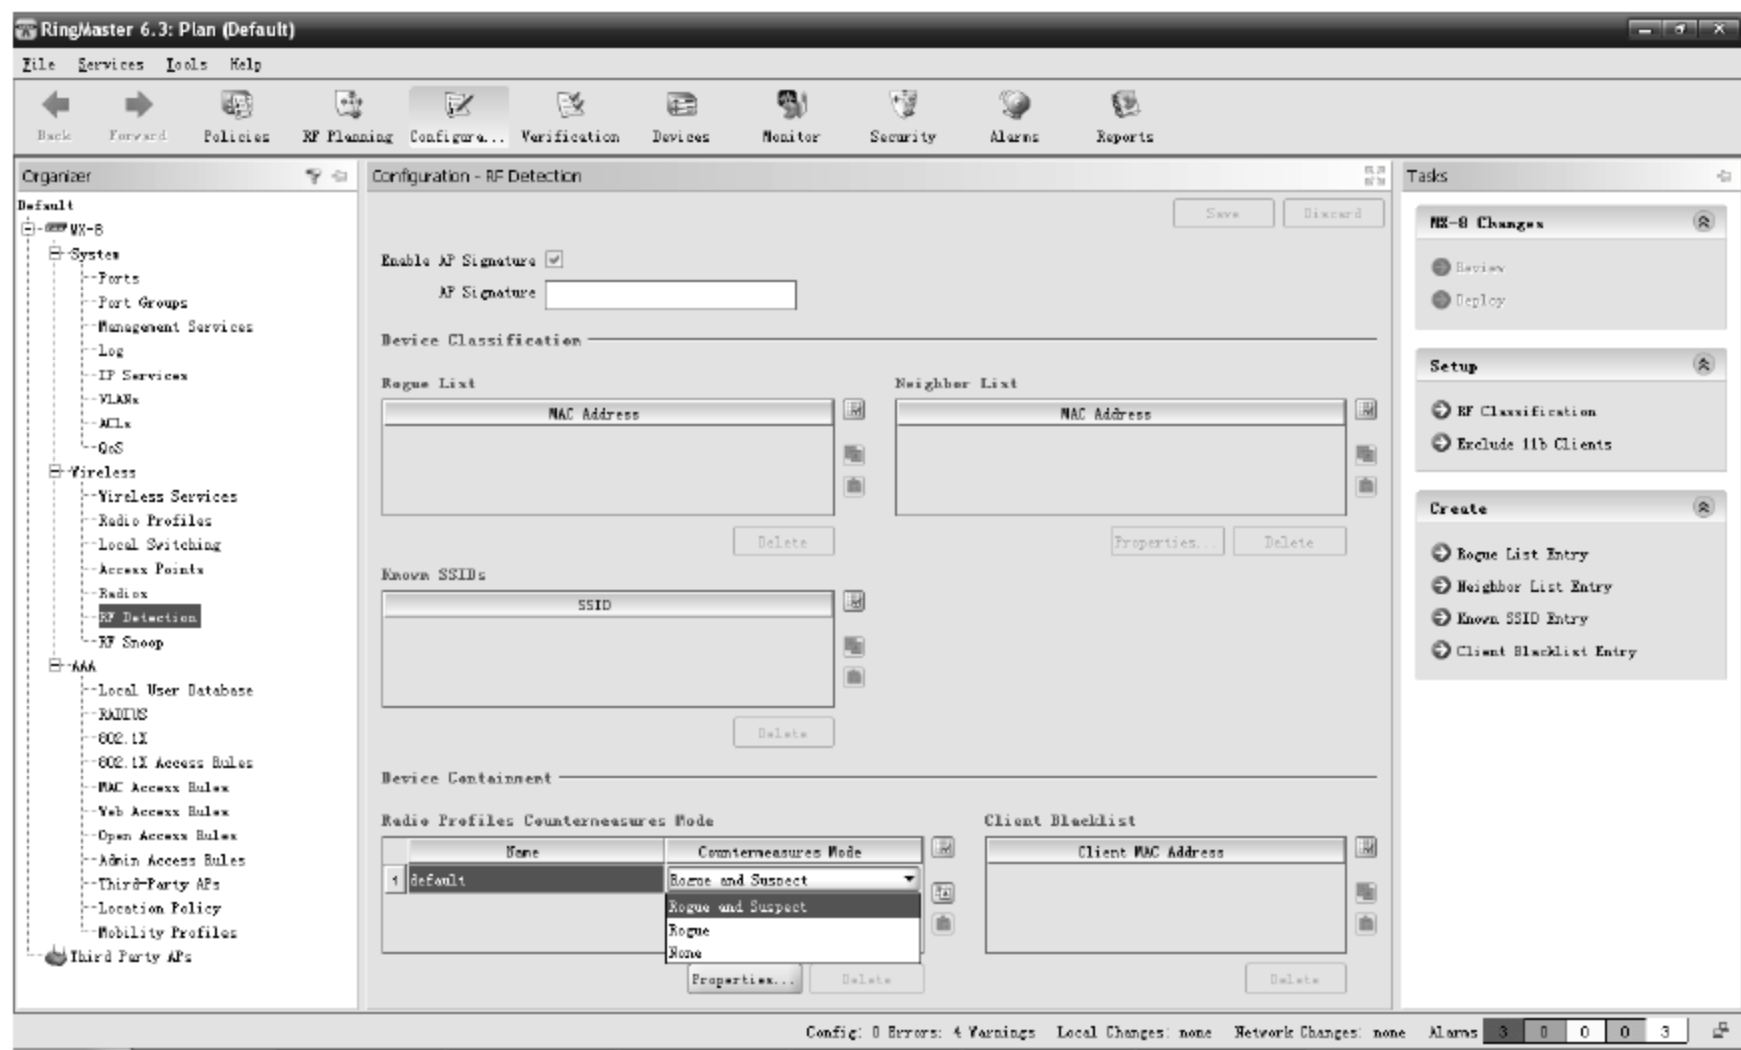 RingMaster 6.3: Plan (Default)
File Services Tools Help
Back Forward Policies RF Planning Configura... Verification Devices Monitor Security Alarms Reports
Organizer
Default
MX-8
System
Ports
Port Groups
Management Services
Log
IP Services
VLANs
ACLs
QoS
Wireless
Wireless Services
Radio Profiles
Local Switching
Access Points
Radios
RF Detection
RF Snoop
AAA
Local User Database
RADIUS
802.1X
802.1X Access Rules
MAC Access Rules
Web Access Rules
Open Access Rules
Admin Access Rules
Third-Party APs
Location Policy
Mobility Profiles
Third Party APs
Configuration - RF Detection
Save Discard
Enable AP Signature
AP Signature
Device Classification
Rogue List Neighbor List
MAC Address MAC Address
Delete Properties... Delete
Known SSIDs
SSID
Delete
Device Containment
Radio Profiles Countermeasures Mode Client Blacklist
Name Countermeasures Mode Client MAC Address
1 default Rogue and Suspect
Rogue and Suspect
Rogue
None
Properties... Delete Delete
Tasks
MX-8 Changes
Review
Deploy
Setup
RF Classification
Exclude 11b Clients
Create
Rogue List Entry
Neighbor List Entry
Known SSID Entry
Client Blacklist Entry
Config: 0 Errors: 4 Warnings Local Changes: none Network Changes: none Alarms 3 0 0 0 3